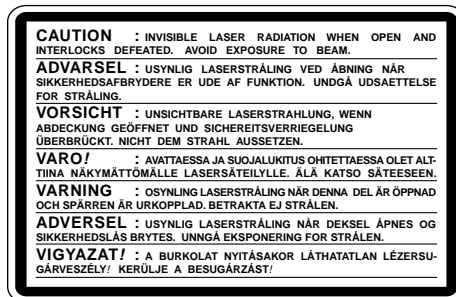 CAUTION : INVISIBLE LASER RADIATION WHEN OPEN AND
INTERLOCKS DEFEATED. AVOID EXPOSURE TO BEAM.
ADVARSEL : USYNLIG LASERSTRÅLING VED ÅBNING NÅR
SIKKERHEDSAFBRYDERE ER UDE AF FUNKTION. UNDGÅ UDSAETTELSE
FOR STRÅLING.
VORSICHT : UNSICHTBARE LASERSTRAHLUNG, WENN
ABDECKUNG GEÖFFNET UND SICHEREITSVERRIEGELUNG
ÜBERBRÜCKT. NICHT DEM STRAHL AUSSETZEN.
VARO! : AVATTAESSA JA SUOJALUKITUS OHITETTAESSA OLET ALT-
TIINA NÄKYMÄTTÖMÄLLE LASERSÄTEILYLLE. ÄLÄ KATSO SÄTEESEEN.
VARNING : OSYNLING LASERSTRÅLING NÄR DENNA DEL ÄR ÖPPNAD
OCH SPÄRREN ÄR URKOPPLAD. BETRAKTA EJ STRÅLEN.
ADVERSEL : USYNLIG LASERSTRÅLING NÅR DEKSEL ÅPNES OG
SIKKERHEDSLÅS BRYTES. UNNGÅ EKSPONERING FOR STRÅLEN.
VIGYAZAT! : A BURKOLAT NYITÁSAKOR LÁTHATATLAN LÉZERSU-
GÁRVESZÉLY! KERÜLJE A BESUGÁRZÁST!